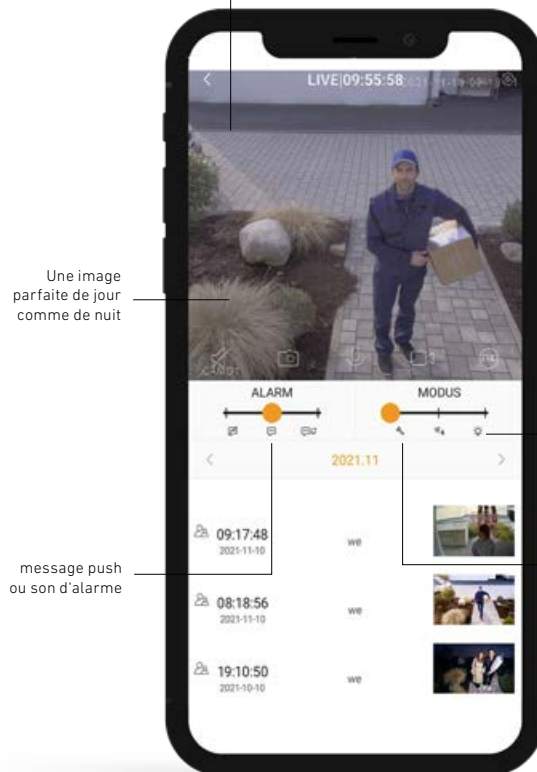 LIVE|09:55:58
Une image
parfaite de jour
comme de nuit
CAM01
ALARM
MODUS
2021.11
09:17:48
2021-11-10
we
message push
ou son d'alarme
08:18:56
2021-11-10
we
19:10:50
2021-10-10
we